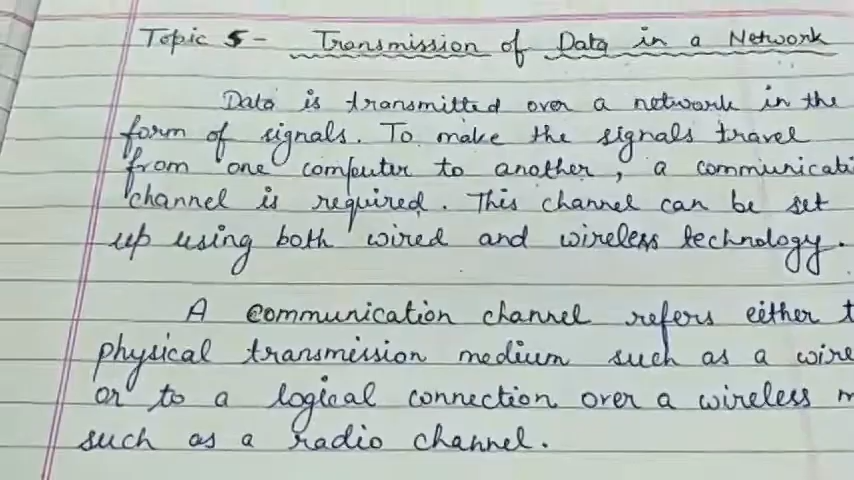 Topic 5 - Transmission of Data in a Network
Data is transmitted over a network in the
form of signals. To make the signals travel
from one computer to another, a communicati
channel is required. This channel can be set
up using both wired and wireless technology.
A communication channel refers either t
physical transmission medium such as a wire
or to a logical connection over a wireless m
such as a radio channel.